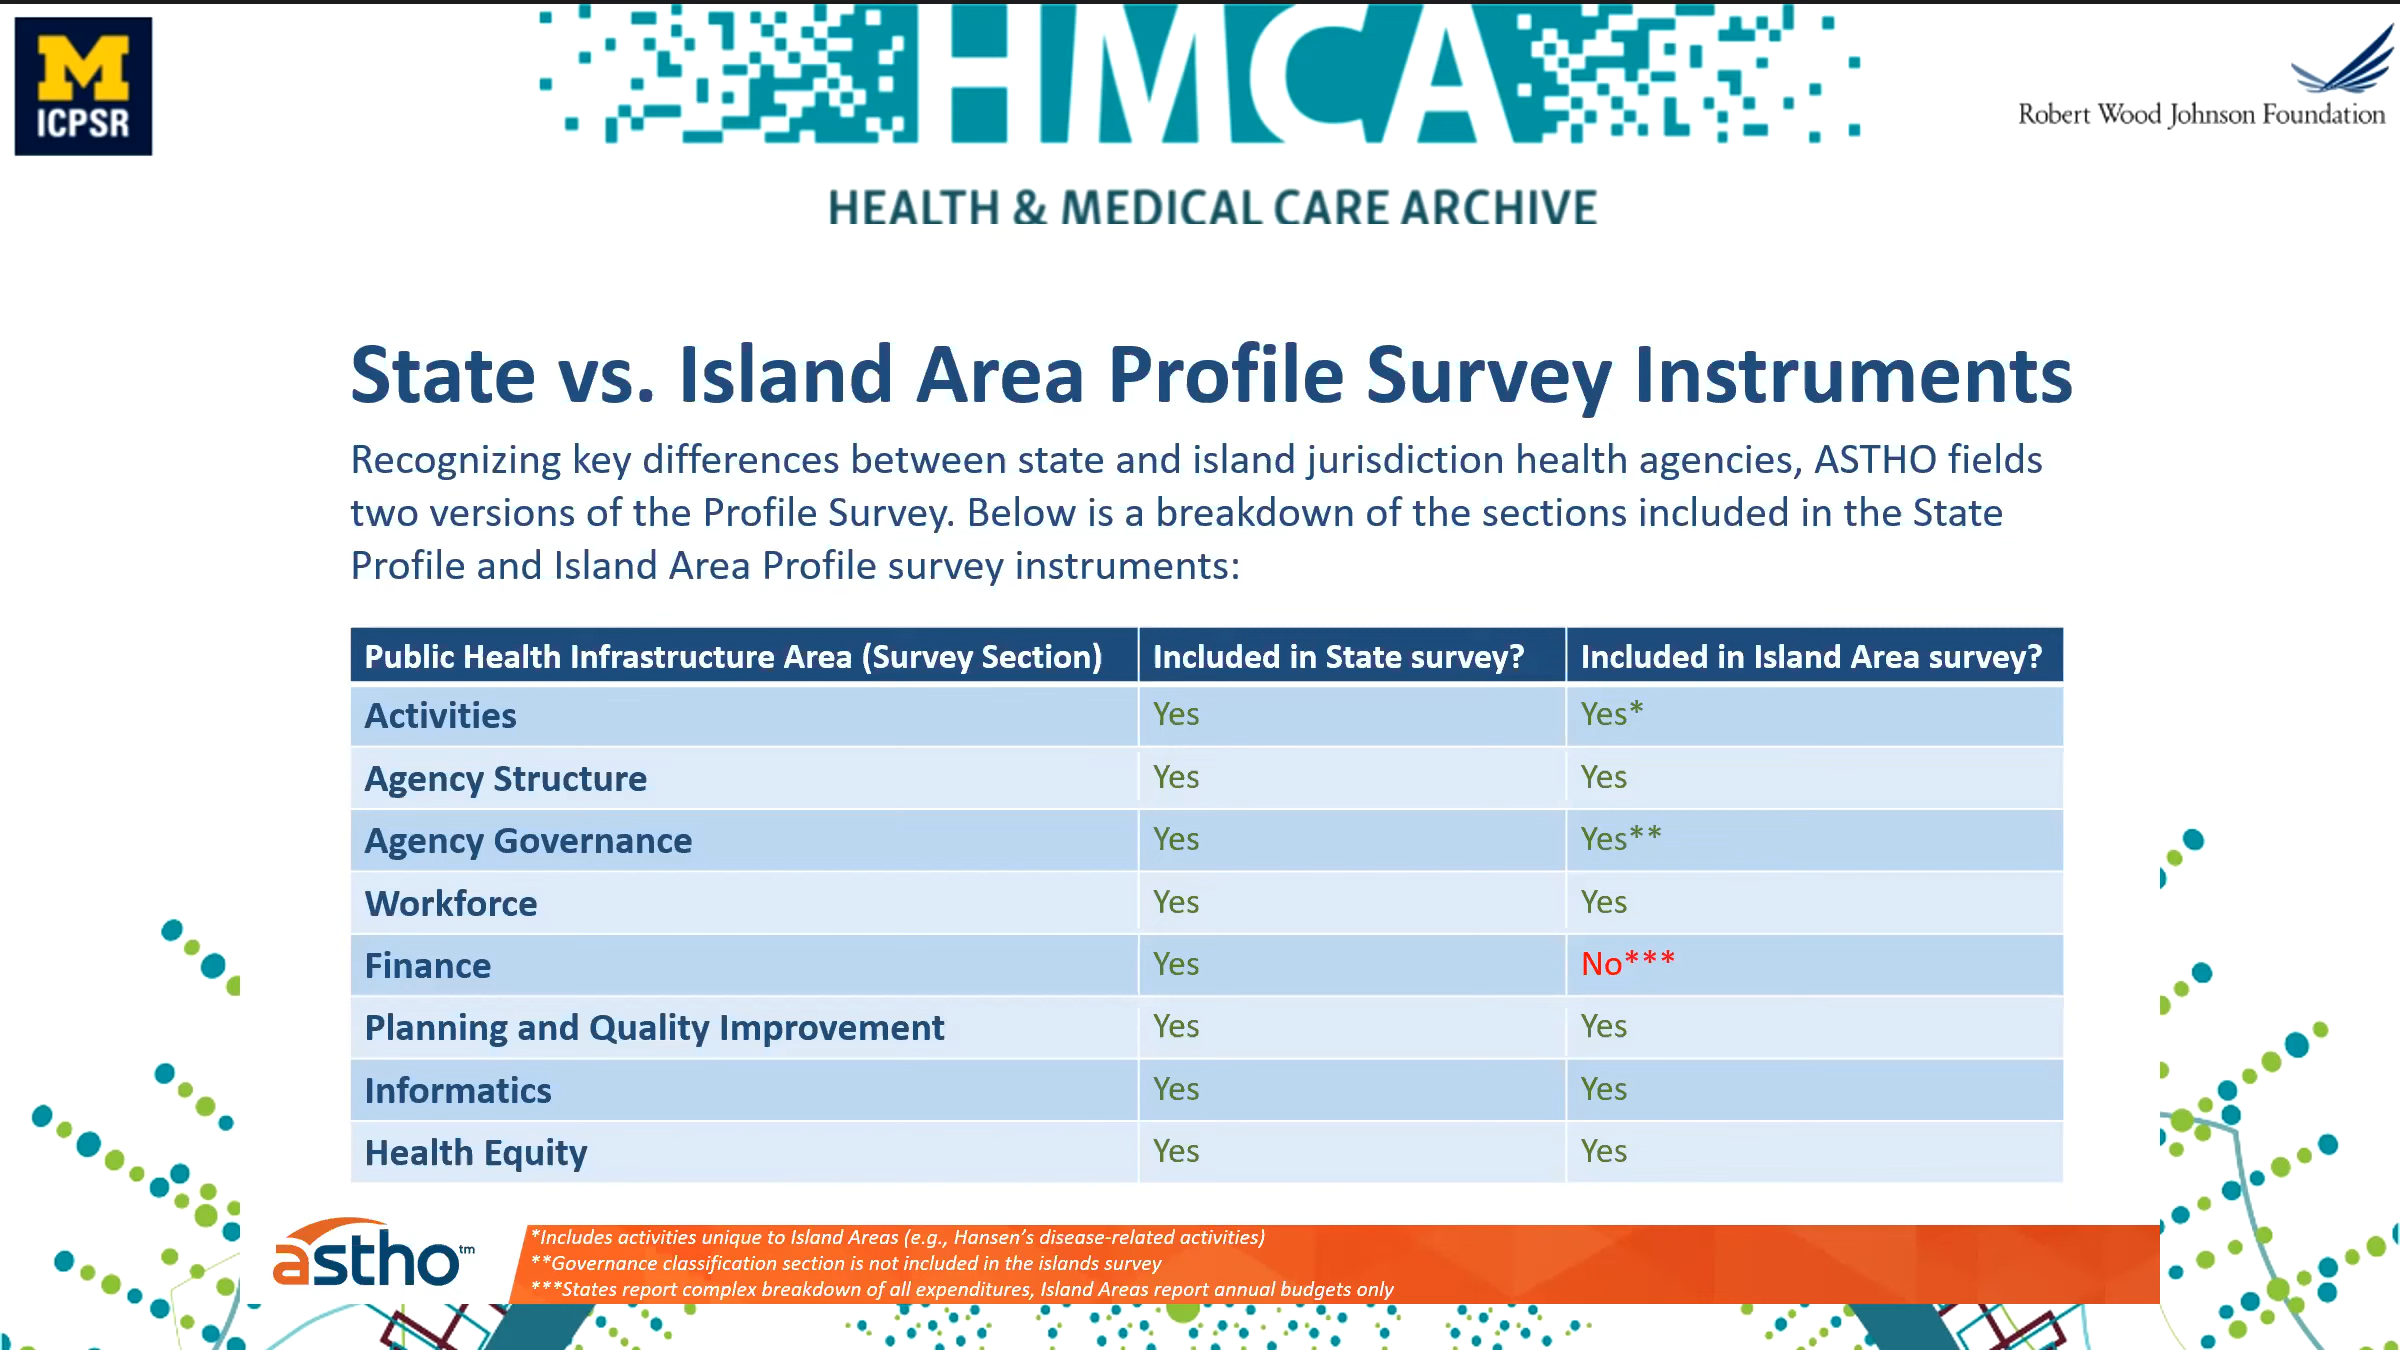 M
ICPSR
HMCA
HEALTH & MEDICAL CARE ARCHIVE
Robert Wood Johnson Foundation
State vs. Island Area Profile Survey Instruments
Recognizing key differences between state and island jurisdiction health agencies, ASTHO fields
two versions of the Profile Survey. Below is a breakdown of the sections included in the State
Profile and Island Area Profile survey instruments:
Public Health Infrastructure Area (Survey Section) Included in State survey? Included in Island Area survey?
Activities Yes Yes*
Agency Structure Yes Yes
Agency Governance Yes Yes**
Workforce Yes Yes
Finance Yes No***
Planning and Quality Improvement Yes Yes
Informatics Yes Yes
Health Equity Yes Yes
astho™
*Includes activities unique to Island Areas (e.g., Hansen's disease-related activities)
**Governance classification section is not included in the islands survey
***States report complex breakdown of all expenditures, Island Areas report annual budgets only